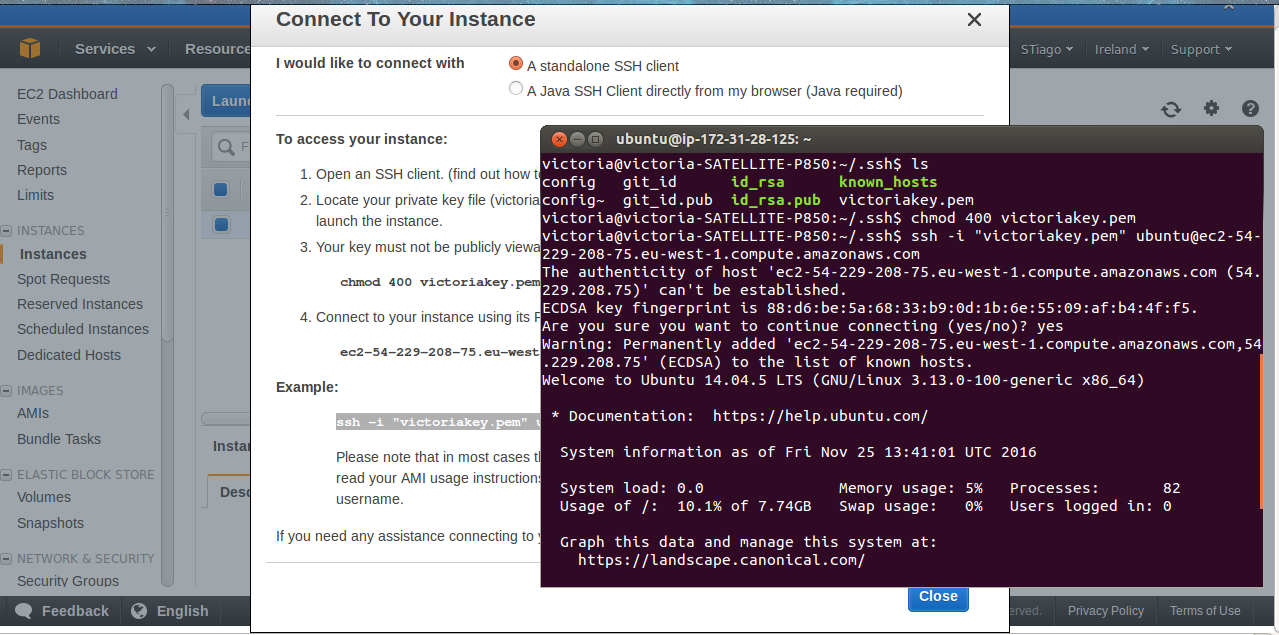 Connect To Your Instance
Services
Resource
STiago
Ireland
Support
I would like to connect with
A standalone SSH client
A Java SSH Client directly from my browser (Java required)
EC2 Dashboard
Events
Tags
Reports
Limits
INSTANCES
Instances
Spot Requests
Reserved Instances
Scheduled Instances
Dedicated Hosts
IMAGES
AMIs
Bundle Tasks
ELASTIC BLOCK STORE
Volumes
Snapshots
NETWORK & SECURITY
Security Groups
Laun
F
Instan
Desc
To access your instance:
1. Open an SSH client. (find out how t
2. Locate your private key file (victoria
launch the instance.
3. Your key must not be publicly viewa
chmod 400 victoriakey.pem
4. Connect to your instance using its P
ec2-54-229-208-75.eu-west
Example:
ssh -i "victoriakey.pem" u
Please note that in most cases th
read your AMI usage instructions
username.
If you need any assistance connecting to y
ubuntu@ip-172-31-28-125: ~
victoria@victoria-SATELLITE-P850:~/.ssh$ ls
config git_id id_rsa known_hosts
config~ git_id.pub id_rsa.pub victoriakey.pem
victoria@victoria-SATELLITE-P850:~/.ssh$ chmod 400 victoriakey.pem
victoria@victoria-SATELLITE-P850:~/.ssh$ ssh -i "victoriakey.pem" ubuntu@ec2-54-
229-208-75.eu-west-1.compute.amazonaws.com
The authenticity of host 'ec2-54-229-208-75.eu-west-1.compute.amazonaws.com (54.
229.208.75)' can't be established.
ECDSA key fingerprint is 88:d6:be:5a:68:33:b9:0d:1b:6e:55:09:af:b4:4f:f5.
Are you sure you want to continue connecting (yes/no)? yes
Warning: Permanently added 'ec2-54-229-208-75.eu-west-1.compute.amazonaws.com,54
.229.208.75' (ECDSA) to the list of known hosts.
Welcome to Ubuntu 14.04.5 LTS (GNU/Linux 3.13.0-100-generic x86_64)
* Documentation: https://help.ubuntu.com/
System information as of Fri Nov 25 13:41:01 UTC 2016
System load: 0.0 Memory usage: 5% Processes: 82
Usage of /: 10.1% of 7.74GB Swap usage: 0% Users logged in: 0
Graph this data and manage this system at:
https://landscape.canonical.com/
Close
Feedback
English
erved.
Privacy Policy
Terms of Use